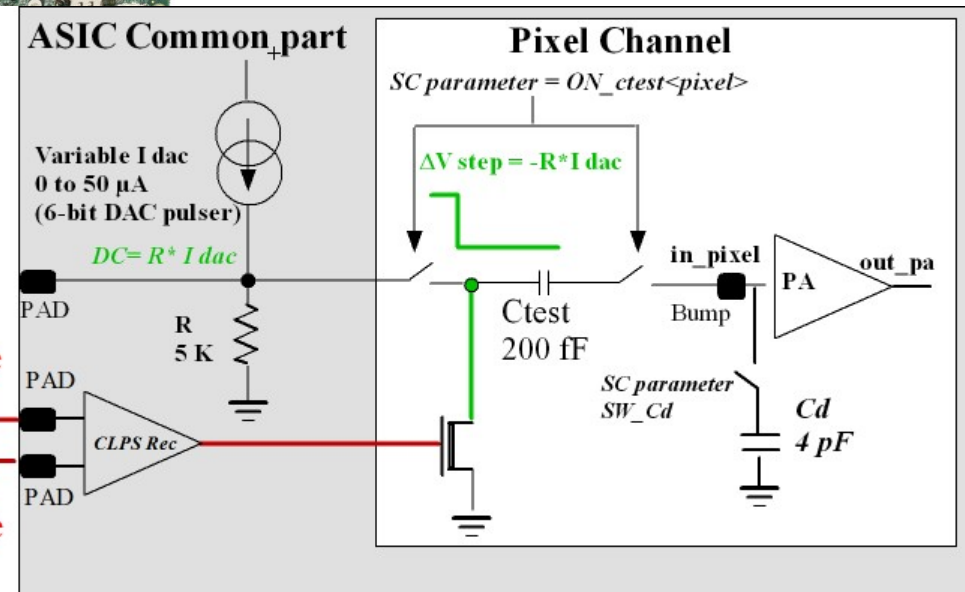 ASIC Common part
Pixel Channel
SC parameter = ON_ctest<pixel>
Variable I dac
0 to 50 µA
(6-bit DAC pulser)
ΔV step = -R*I dac
DC= R* I dac
PAD
R
5 K
Ctest
200 fF
in_pixel
Bump
PA
out_pa
SC parameter
SW_Cd
Cd
4 pF
PAD
CLPS Rec
PAD